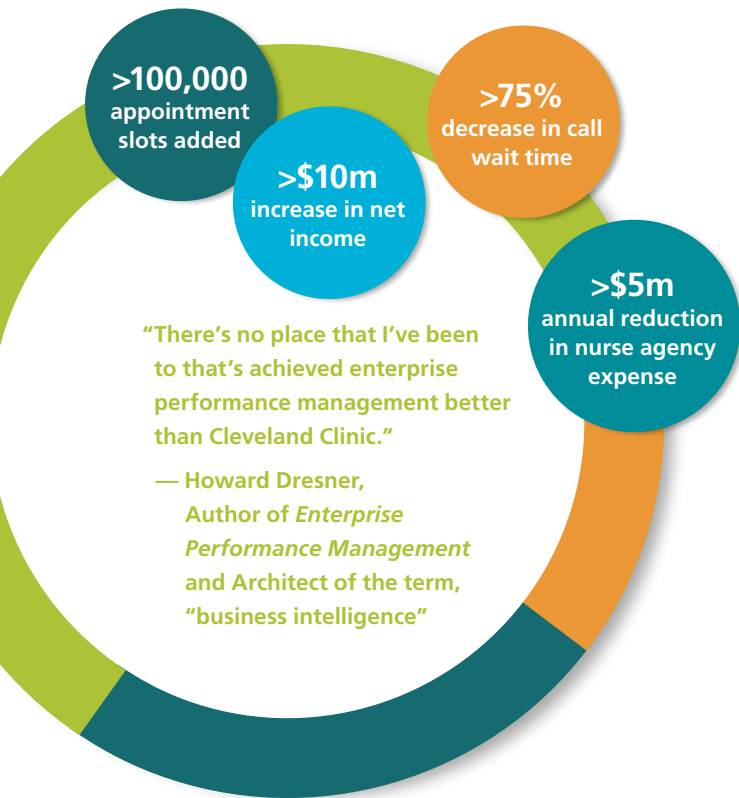 >100,000
appointment
slots added
>$10m
increase in net
income
>75%
decrease in call
wait time
>$5m
annual reduction
in nurse agency
expense
“There’s no place that I’ve been
to that’s achieved enterprise
performance management better
than Cleveland Clinic.”
— Howard Dresner,
Author of Enterprise
Performance Management
and Architect of the term,
“business intelligence”